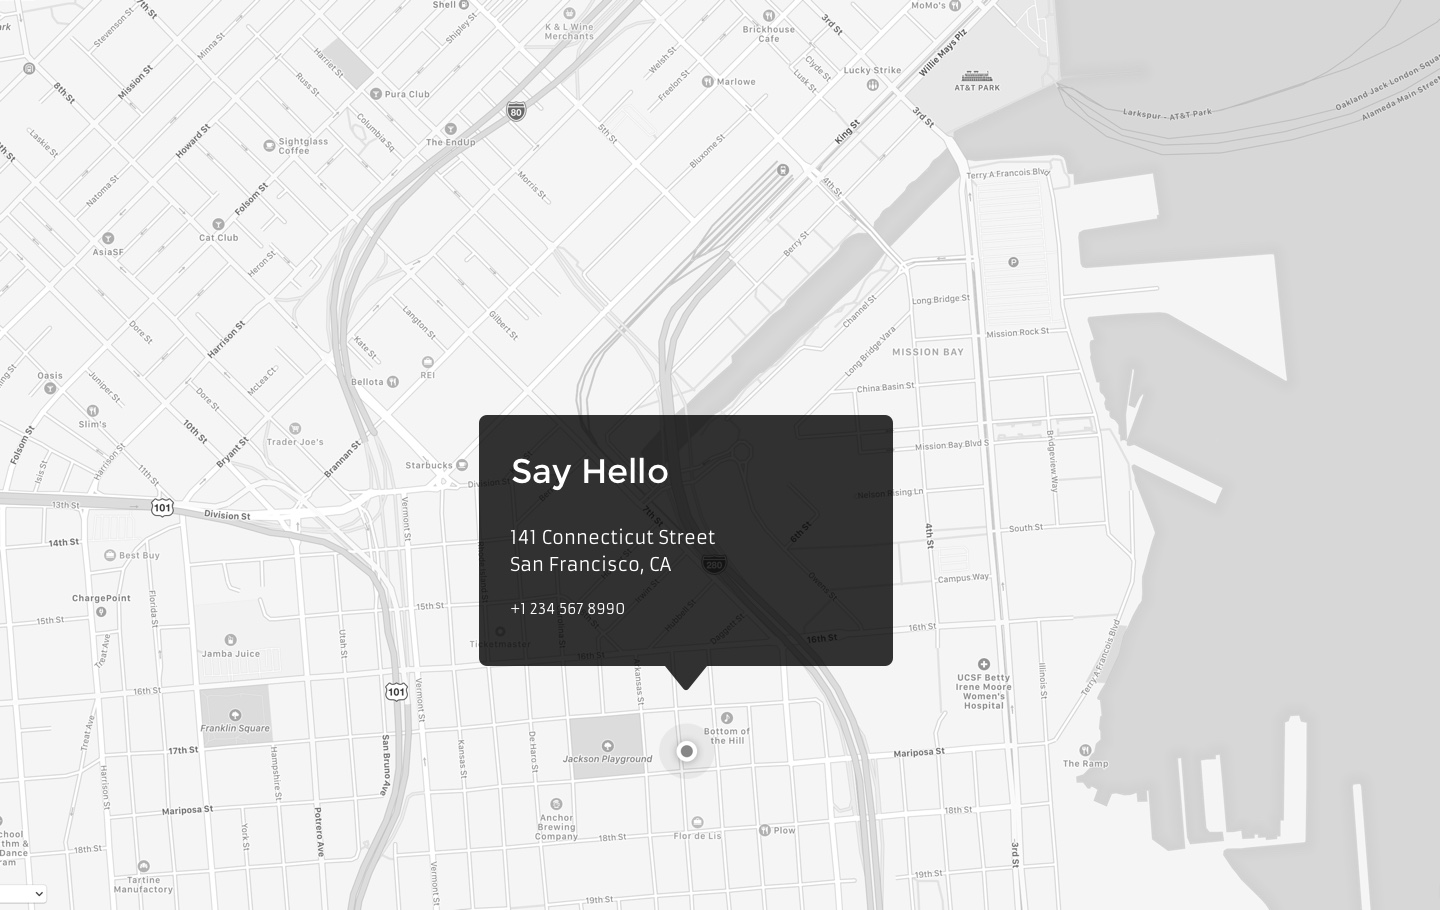 7th St
Shell
Stevenson St
Minna St
Shipley St
K & L Wine
Merchants
Brickhouse
Cafe
3rd St
MoMo's
Willie Mays Plz
8th St
Mission St
Harriet St
Russ St
Pura Club
80
Welsh St
Freelon St
Marlowe
Clyde St
Lusk St
Lucky Strike
AT&T PARK
3rd St
Larkspur – AT&T Park
Oakland Jack London Squar
Alameda Main Street
Laskie St
Howard St
Sightglass
Coffee
Columbia Sq
The EndUp
5th St
Bluxome St
King St
Natoma St
Folsom St
Morris St
4th St
Terry A Francois Blvd
AsiaSF
Cat Club
Heron St
Berry St
P
Dore St
Harrison St
Langton St
Gilbert St
Channel St
Long Bridge St
Mission Rock St
Kate St
REI
Long Bridge Vara
MISSION BAY
Oasis
Juniper St
Dore St
McLea Ct
Bellota
China Basin St
Slim's
10th St
Trader Joe's
Folsom St
Isis St
Harrison St
11th St
Bryant St
Brannan St
Starbucks
Division St
Mission Bay Blvd S
Bridgeview Way
Say Hello
13th St
101
Division St
Vermont St
7th St
Nelson Rising Ln
4th St
South St
14th St
Best Buy
141 Connecticut Street
6th St
San Francisco, CA
280
Campus Way
ChargePoint
Florida St
15th St
15th St
Irwin St
Hubbell St
Daggett St
Owens St
+1 234 567 8990
16th St
16th St
Treat Ave
Jamba Juice
Utah St
Ticketmaster
16th St
Arkansas St
16th St
101
Vermont St
UCSF Betty
Irene Moore
Women's
Hospital
Illinois St
Terry A Francois Blvd
Franklin Square
Treat Ave
17th St
Hampshire St
San Bruno Ave
Kansas St
De Haro St
Jackson Playground
Bottom of
the Hill
Mariposa St
The Ramp
Harrison St
Mariposa St
York St
Potrero Ave
Anchor
Brewing
Company
18th St
Flor de Lis
Plow
18th St
3rd St
chool
thm &
Dance
ram
18th St
Tartine
Manufactory
Vermont St
19th St
19th St